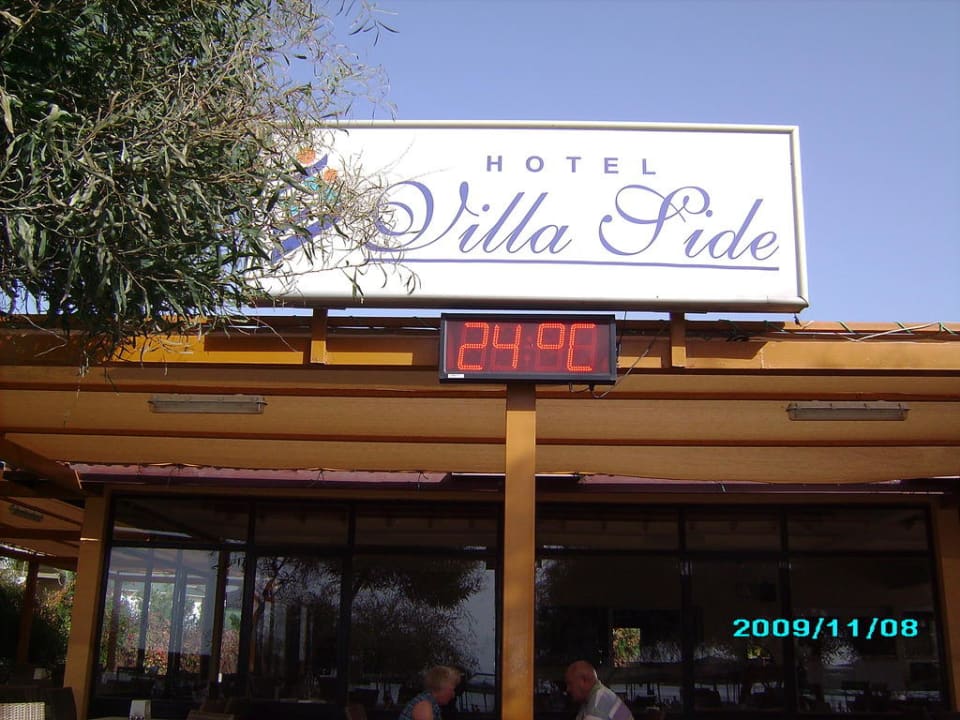 HOTEL
Villa Side
24°C
2009/11/08